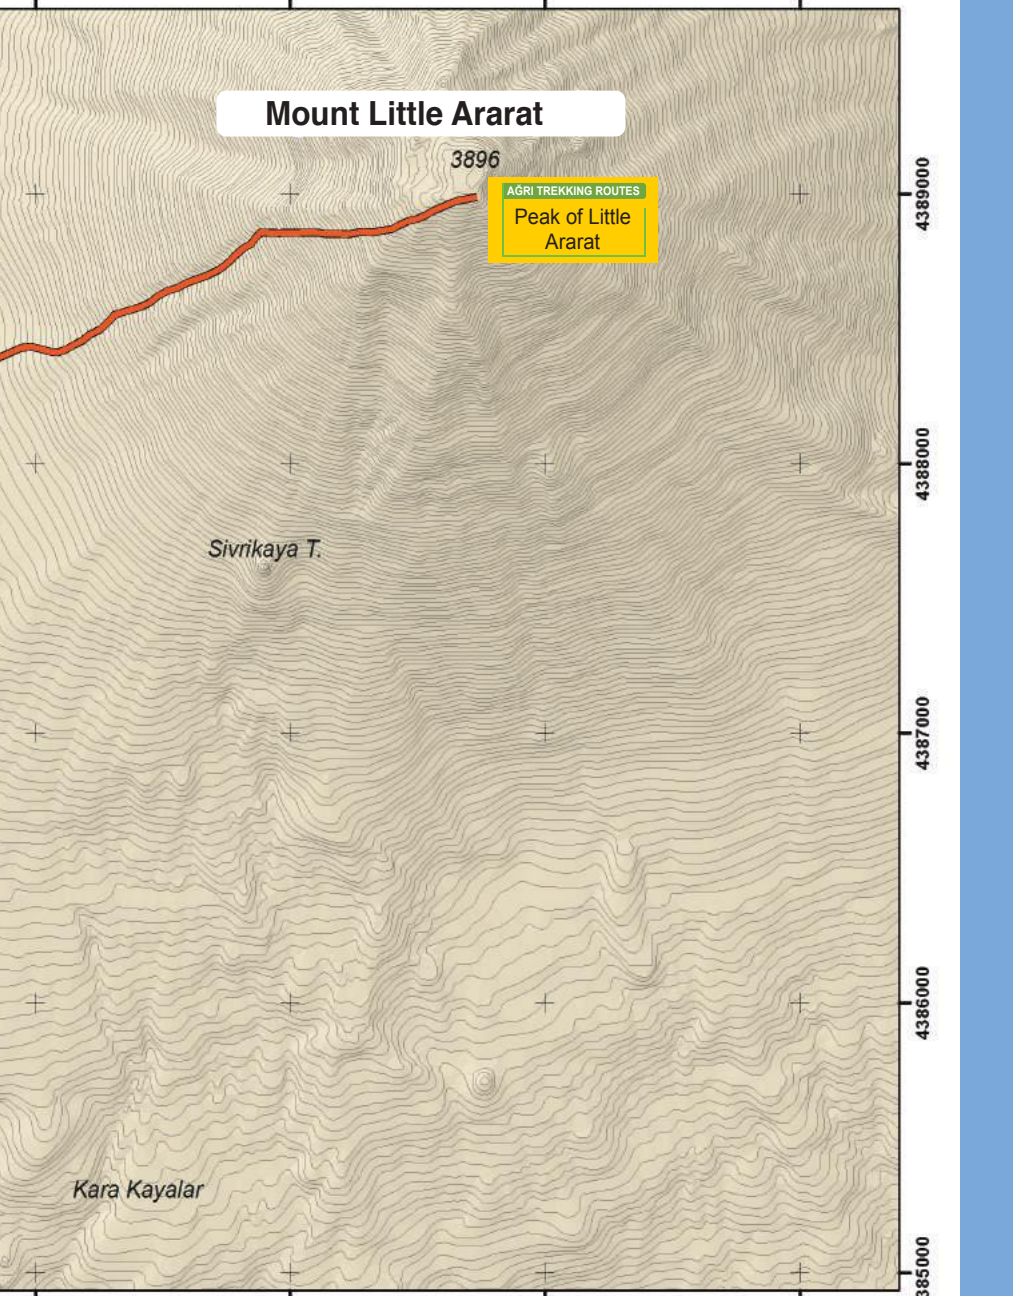 Mount Little Ararat
3896
AĞRI TREKKING ROUTES
Peak of Little
Ararat
4389000
4388000
Sivrikaya T.
4387000
4386000
Kara Kayalar
385000